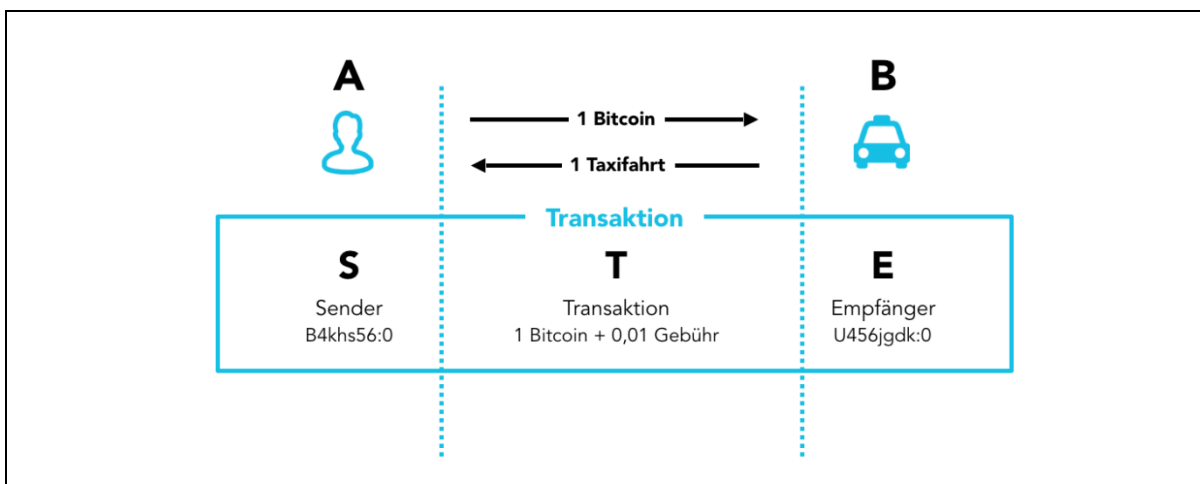 A
B
1 Bitcoin
1 Taxifahrt
Transaktion
S
T
E
Sender
Transaktion
Empfänger
B4khs56:0
1 Bitcoin + 0,01 Gebühr
U456jgdk:0